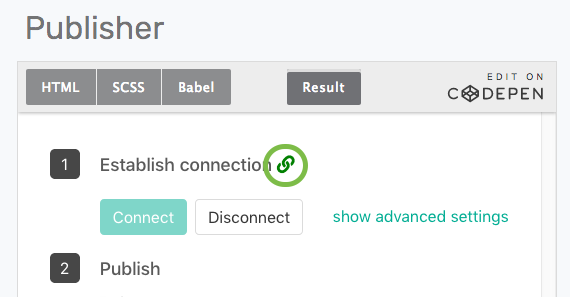 Publisher
HTML SCSS Babel Result EDIT ON
CODEPEN
1 Establish connection
Connect Disconnect show advanced settings
2 Publish